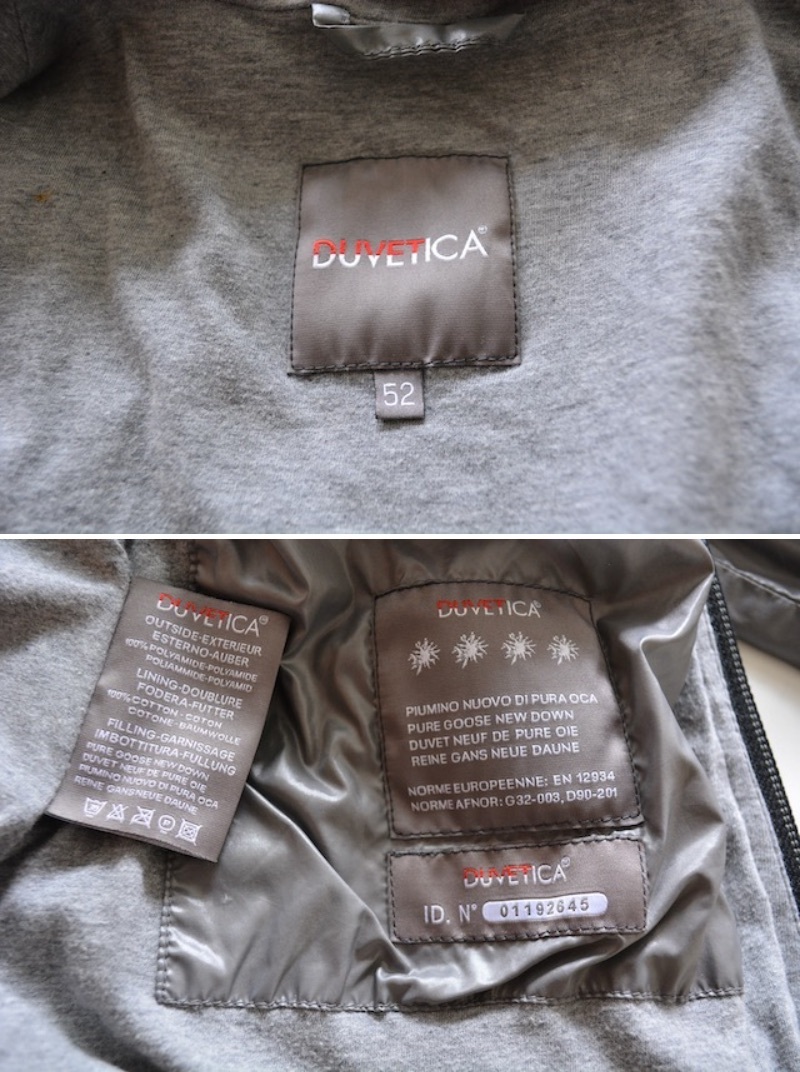 DUVETICA®
52
DUVETICA®
OUTSIDE-EXTERIEUR
ESTERNO-AUBER
100% POLYAMIDE-POLYAMIDE
POLIAMMIDE-POLYAMID
LINING-DOUBLURE
FODERA-FUTTER
100% COTTON-COTON
COTONE-BAUMWOLLE
FILLING-GARNISSAGE
IMBOTTITURA-FULLUNG
PURE GOOSE NEW DOWN
DUVET NEUF DE PURE OIE
PIUMINO NUOVO DI PURA OCA
REINE GANS NEUE DAUNE
DUVETICA®
PIUMINO NUOVO DI PURA OCA
PURE GOOSE NEW DOWN
DUVET NEUF DE PURE OIE
REINE GANS NEUE DAUNE
NORME EUROPEENNE: EN 12934
NORME AFNOR: G32-003, D90-201
DUVETICA®
ID. N° 01192645